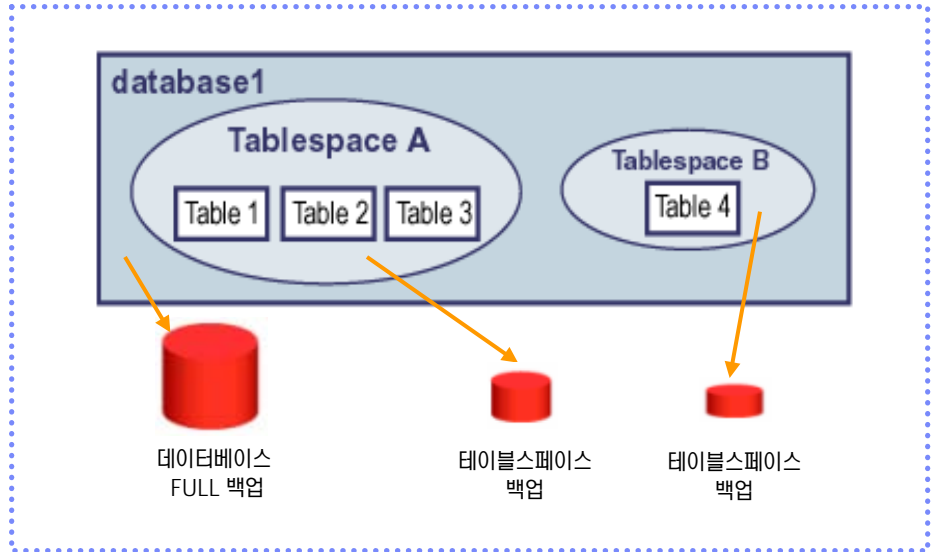 database1
Tablespace A
Table 1
Table 2
Table 3
Tablespace B
Table 4
데이터베이스
FULL 백업
테이블스페이스
백업
테이블스페이스
백업